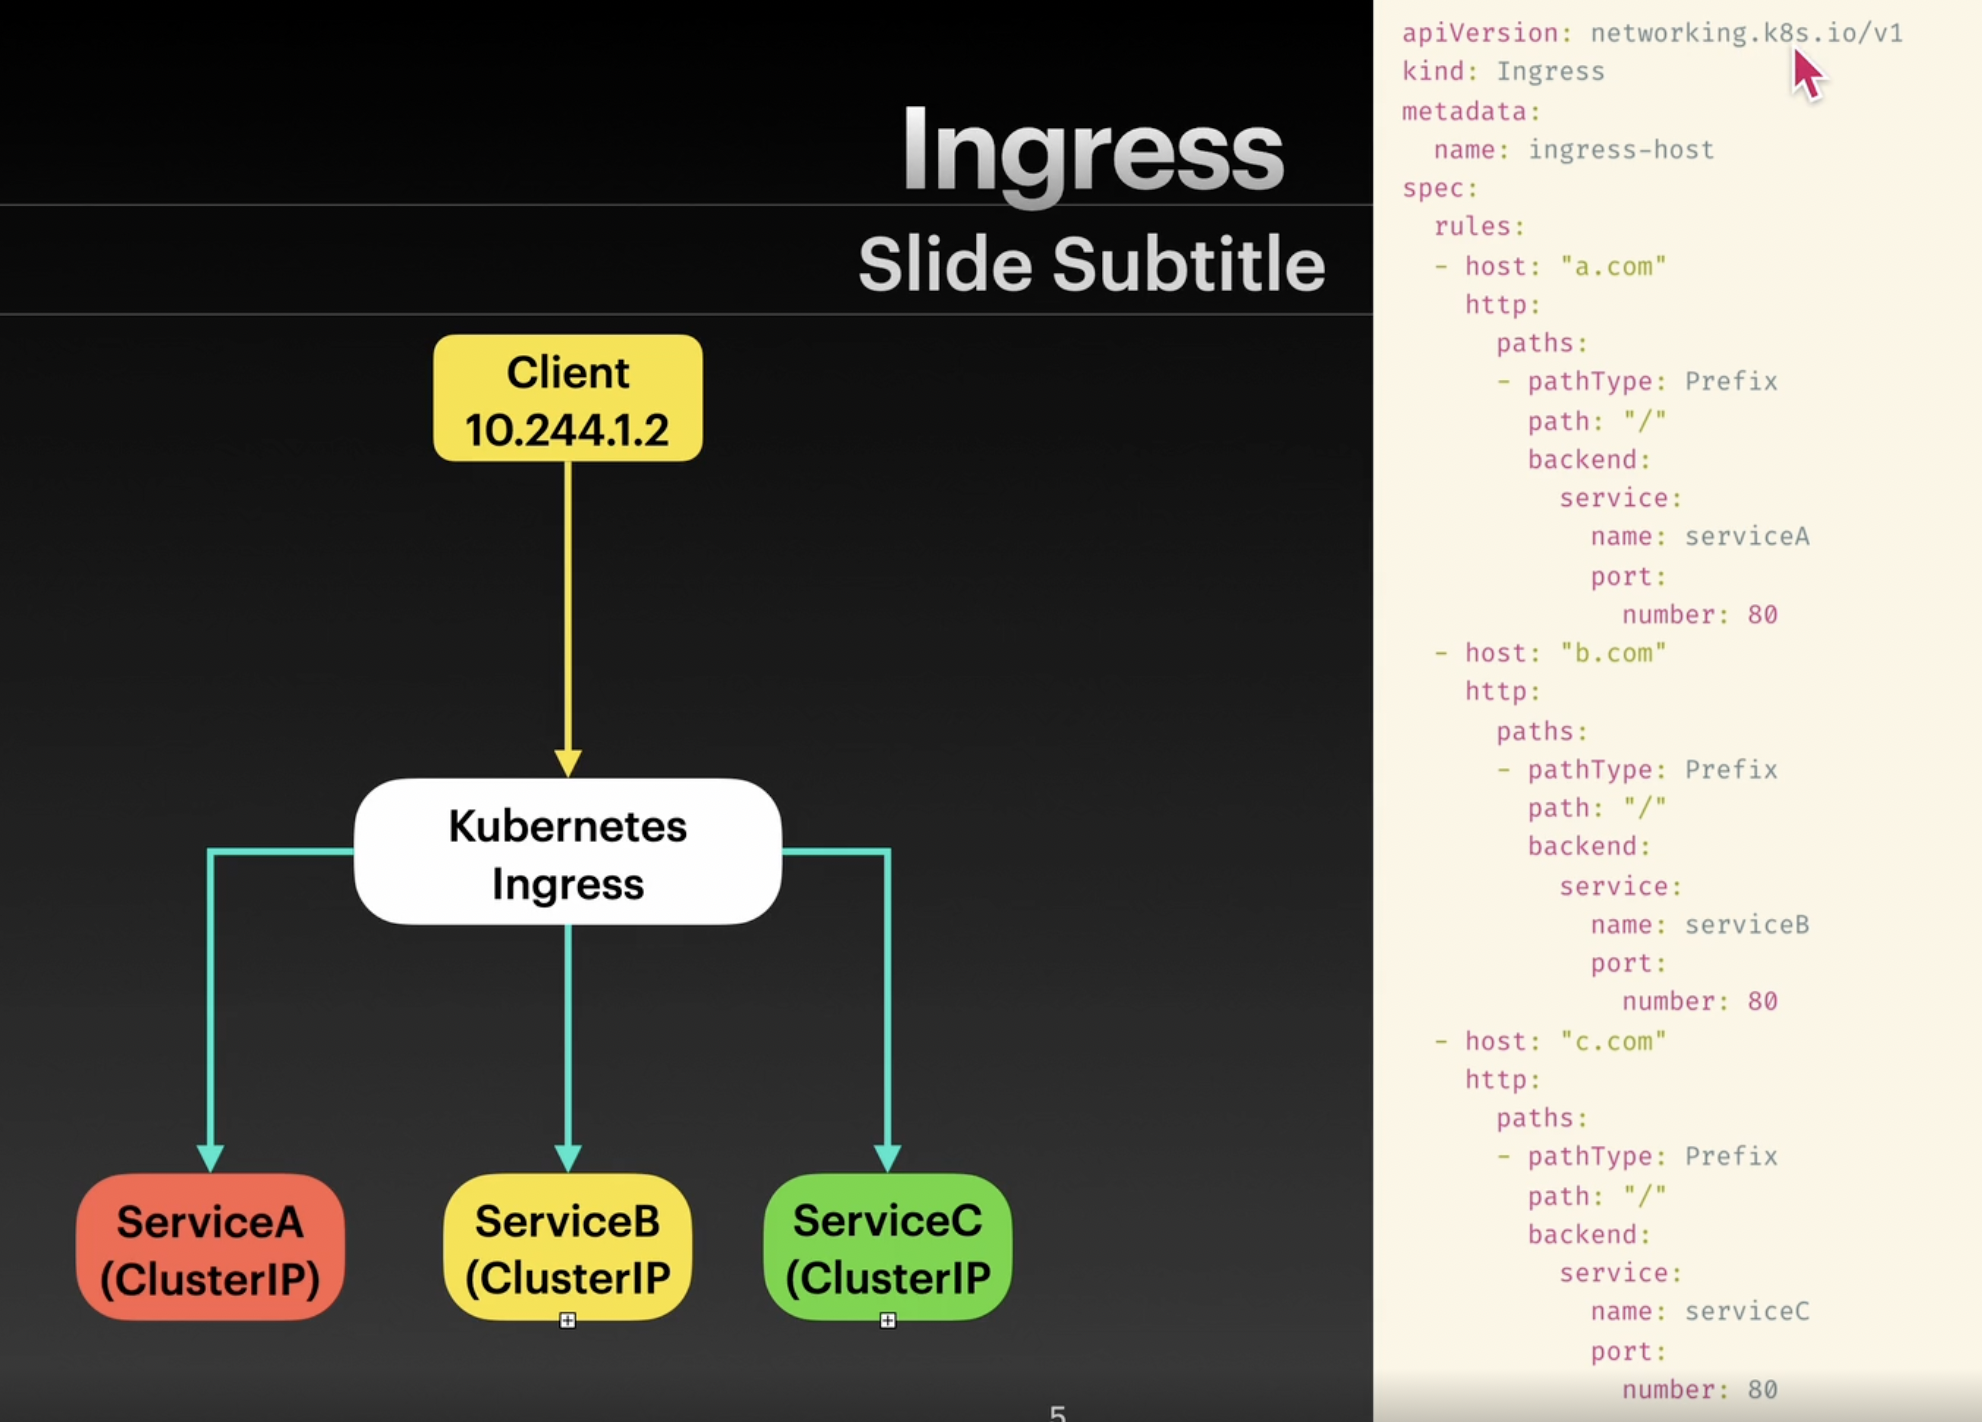 Ingress
Slide Subtitle
Client
10.244.1.2
Kubernetes
Ingress
ServiceA
(ClusterIP)
ServiceB
(ClusterIP
ServiceC
(ClusterIP
5
apiVersion: networking.k8s.io/v1
kind: Ingress
metadata:
  name: ingress-host
spec:
  rules:
  - host: "a.com"
    http:
      paths:
      - pathType: Prefix
        path: "/"
        backend:
          service:
            name: serviceA
            port:
              number: 80
  - host: "b.com"
    http:
      paths:
      - pathType: Prefix
        path: "/"
        backend:
          service:
            name: serviceB
            port:
              number: 80
  - host: "c.com"
    http:
      paths:
      - pathType: Prefix
        path: "/"
        backend:
          service:
            name: serviceC
            port:
              number: 80